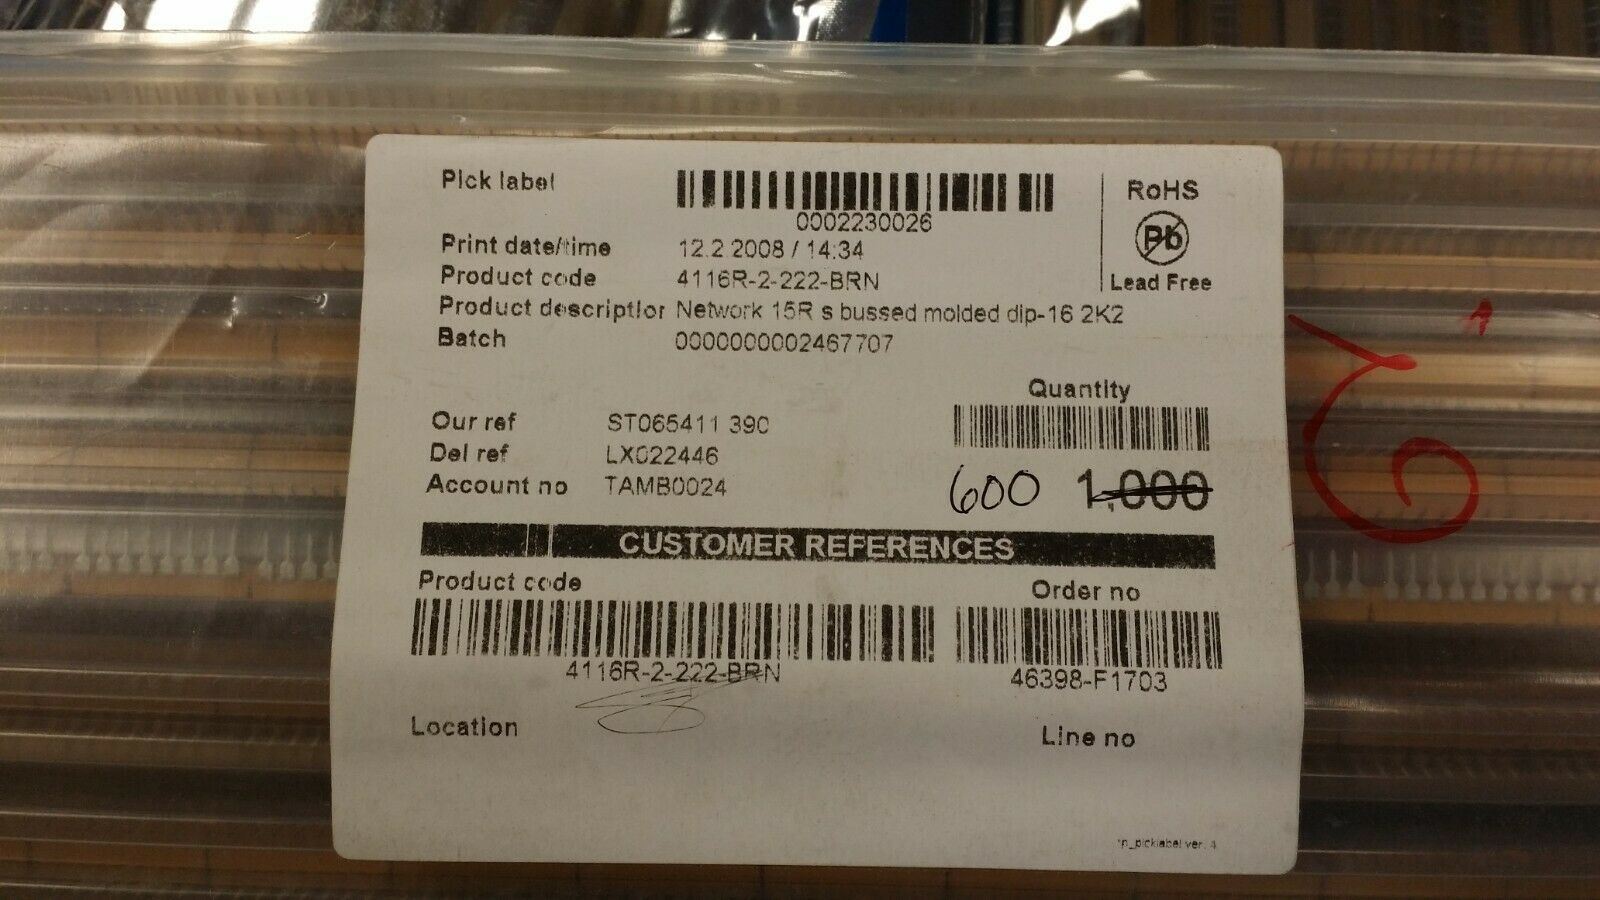 Pick label
0002230026
RoHS
Pb
Lead Free
Print date/time 12.2 2008 / 14:34
Product code 4116R-2-222-BRN
Product description Network 15R s bussed molded dip-16 2K2
Batch 0000000002467707
Quantity
Our ref ST065411 390
Del ref LX022446
Account no TAMB0024
600 1,000
CUSTOMER REFERENCES
Product code
Order no
4116R-2-222-BRN
46398-F1703
Location
Line no
rp_picklabel ver. 4